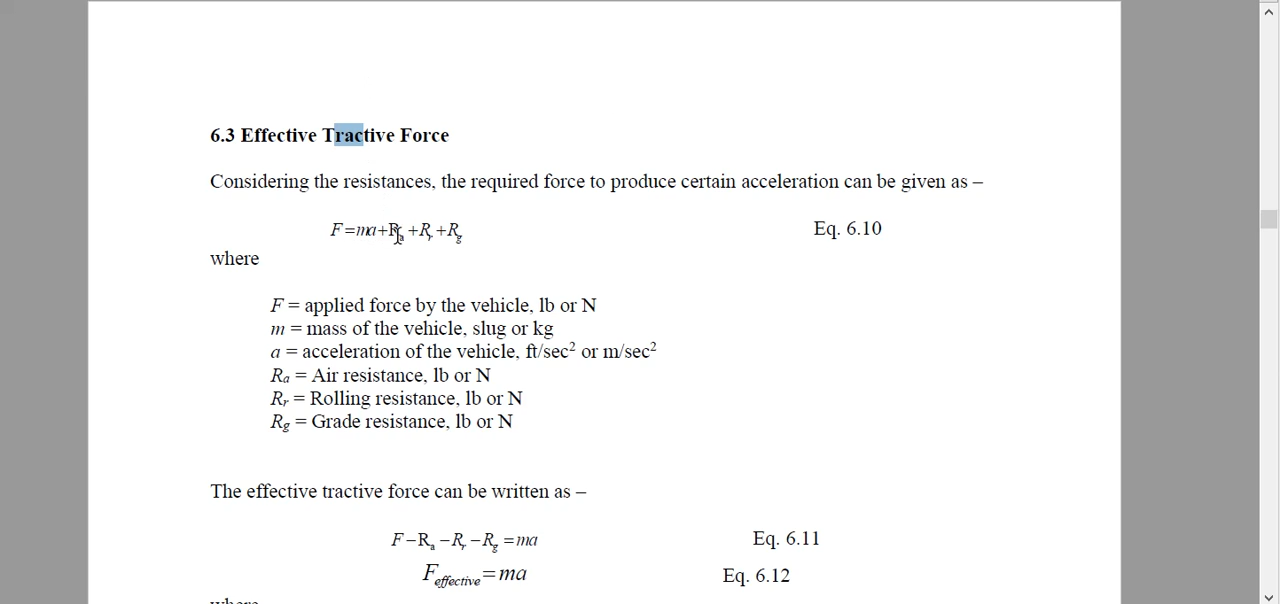 6.3 Effective Tractive Force
Considering the resistances, the required force to produce certain acceleration can be given as –
F=ma+Ra+Rr+Rg Eq. 6.10
where
F = applied force by the vehicle, lb or N
m = mass of the vehicle, slug or kg
a = acceleration of the vehicle, ft/sec² or m/sec²
Ra = Air resistance, lb or N
Rr = Rolling resistance, lb or N
Rg = Grade resistance, lb or N
The effective tractive force can be written as –
F−Ra−Rr−Rg=ma Eq. 6.11
Feffective=ma Eq. 6.12
where